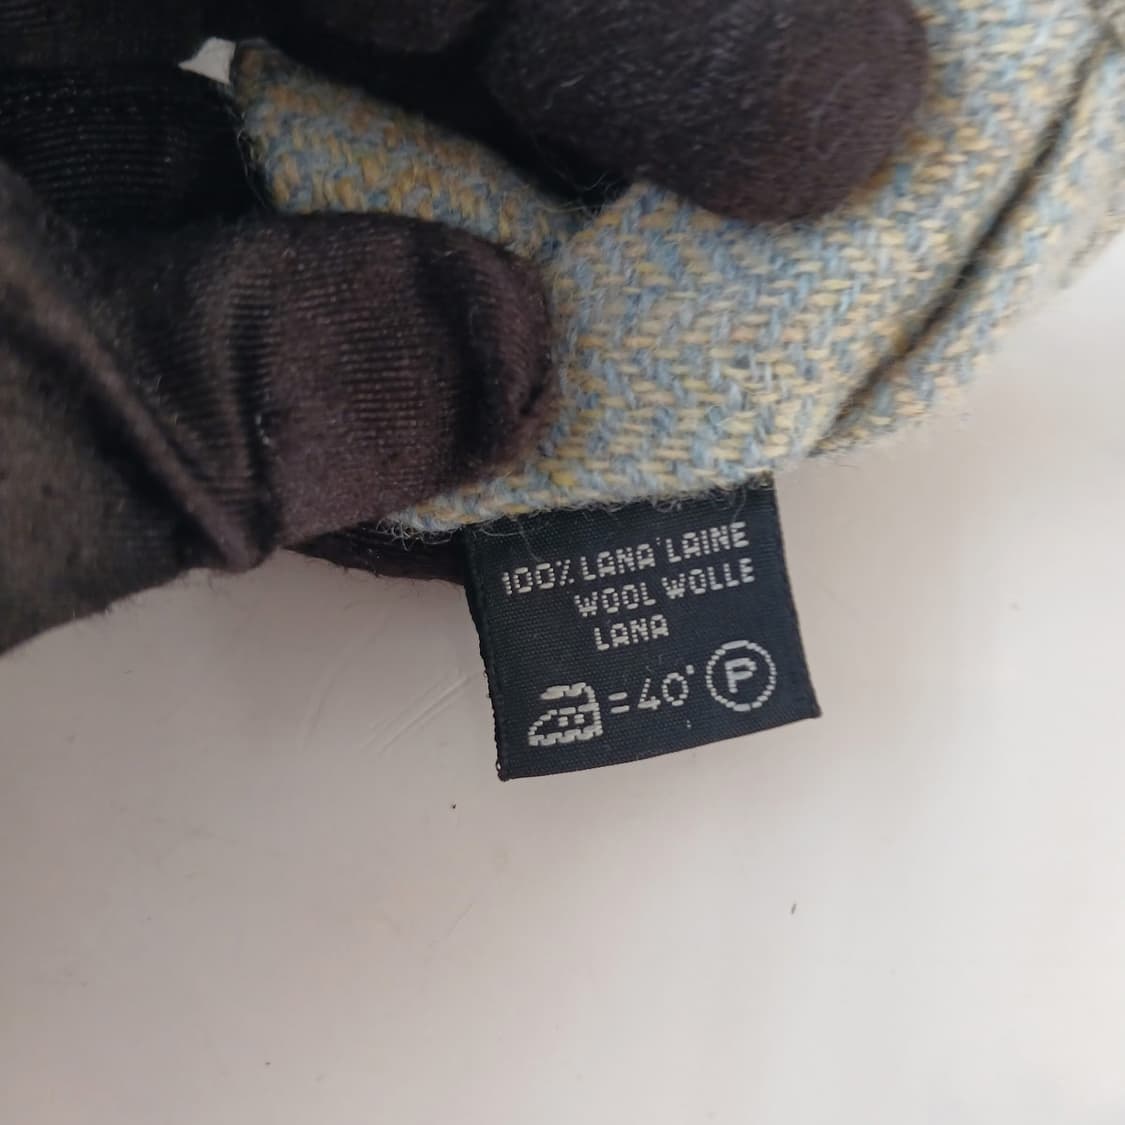 100% LANA LAINE
WOOL WOLLE
LANA
=40° P